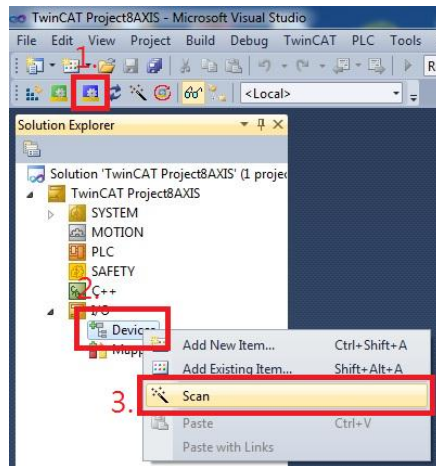 TwinCAT Project8AXIS - Microsoft Visual Studio
File Edit View Project Build Debug TwinCAT PLC Tools
1.
R
<Local>
Solution Explorer
Solution 'TwinCAT Project8AXIS' (1 projec
TwinCAT Project8AXIS
SYSTEM
MOTION
PLC
SAFETY
2.
C++
I/O
Devices
Mapp
Add New Item... Ctrl+Shift+A
Add Existing Item... Shift+Alt+A
3.
Scan
Paste Ctrl+V
Paste with Links